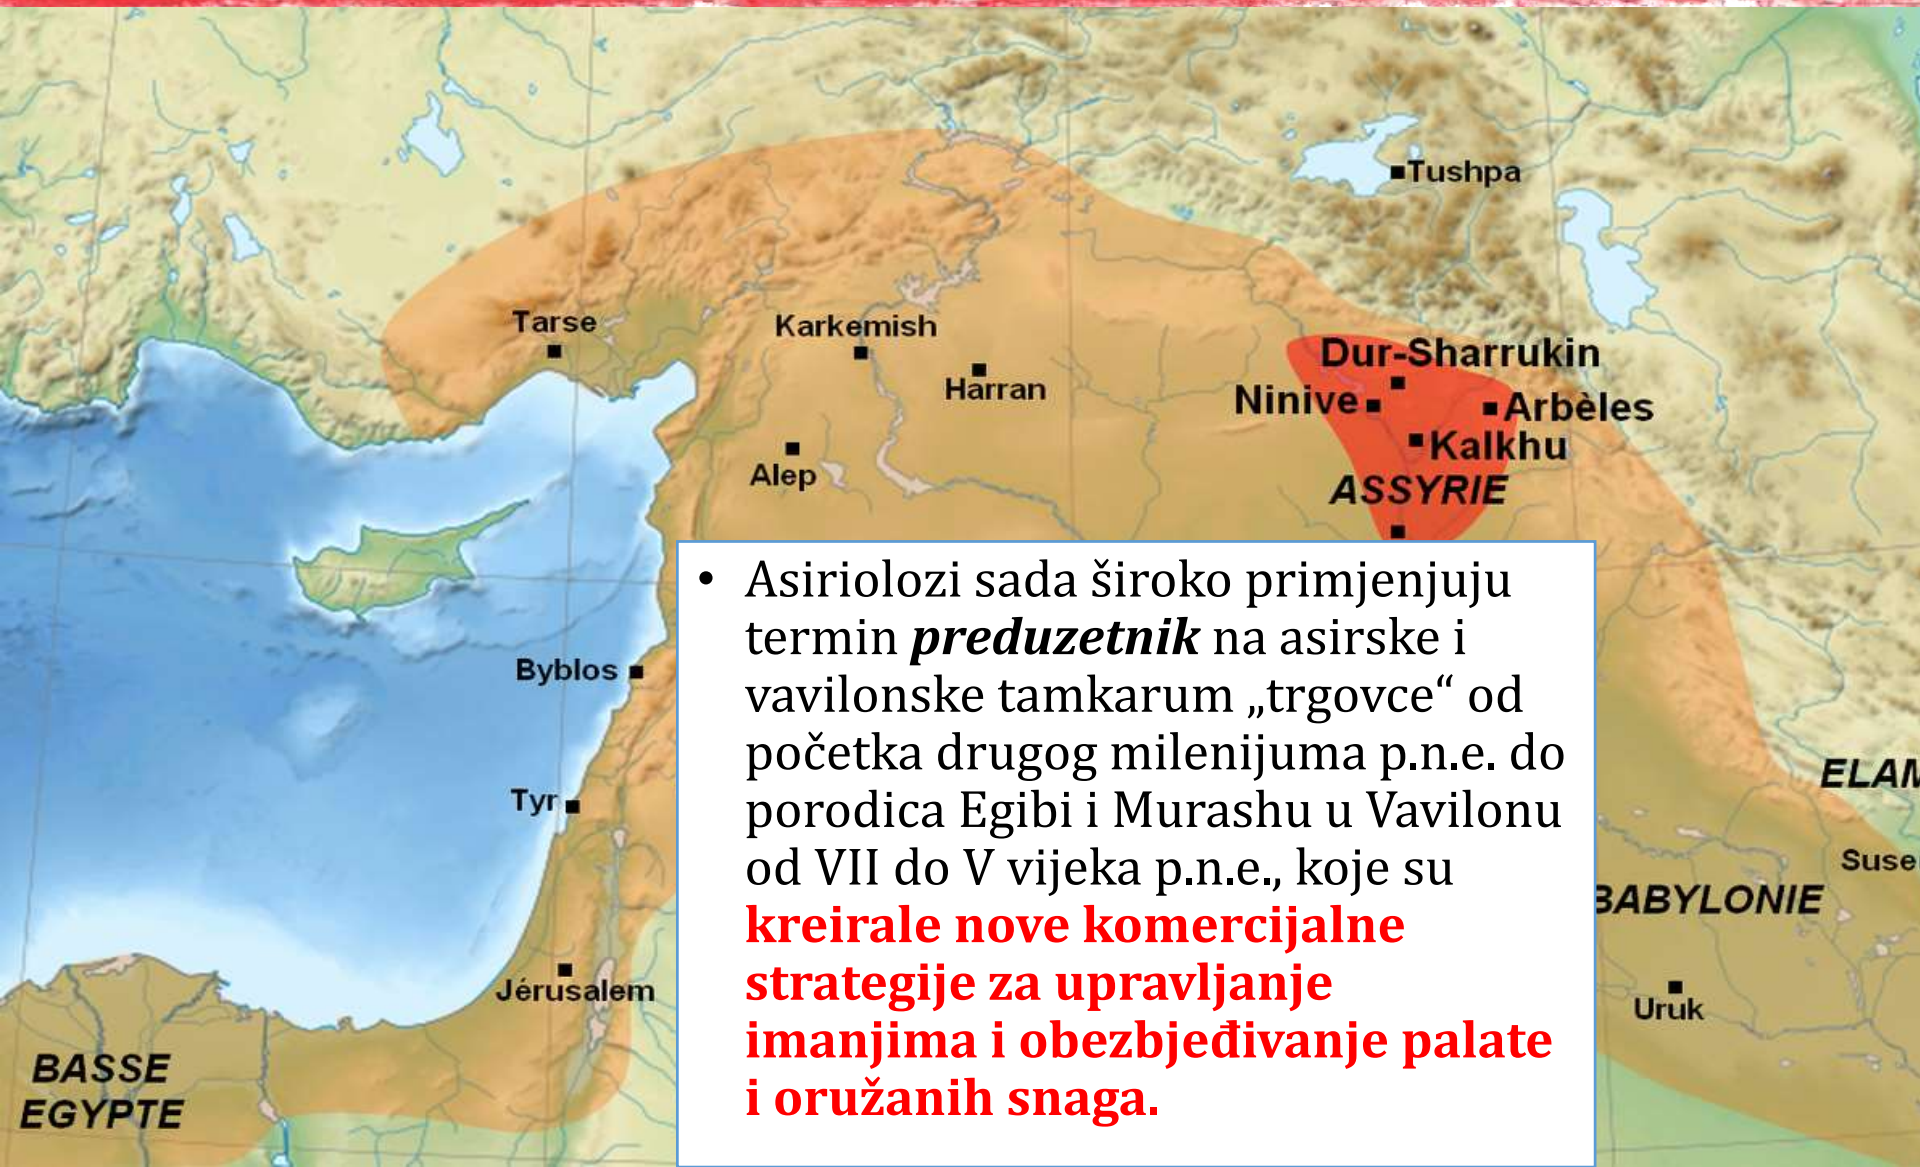 Tushpa
Tarse
Karkemish
Harran
Dur-Sharrukin
Ninive
Arbèles
Kalkhu
Alep
ASSYRIE
• Asiriolozi sada široko primjenjuju
termin preduzetnik na asirske i
vavilonske tamkarum „trgovce“ od
početka drugog milenijuma p.n.e. do
porodica Egibi i Murashu u Vavilonu
od VII do V vijeka p.n.e., koje su
kreirale nove komercijalne
strategije za upravljanje
imanjima i obezbjeđivanje palate
i oružanih snaga.
Byblos
Tyr
ELAM
Suse
BABYLONIE
Jérusalem
Uruk
BASSE
EGYPTE